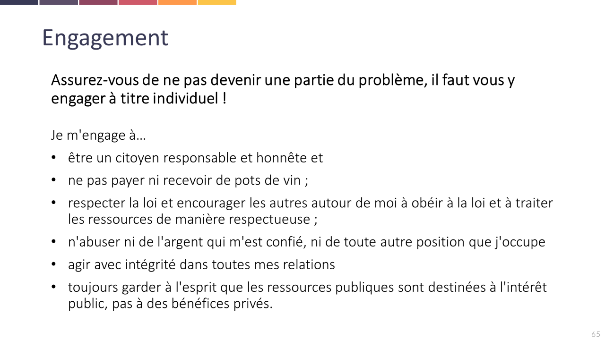 Engagement
Assurez-vous de ne pas devenir une partie du problème, il faut vous y
engager à titre individuel !
Je m'engage à…
• être un citoyen responsable et honnête et
• ne pas payer ni recevoir de pots de vin ;
• respecter la loi et encourager les autres autour de moi à obéir à la loi et à traiter
les ressources de manière respectueuse ;
• n'abuser ni de l'argent qui m'est confié, ni de toute autre position que j'occupe
• agir avec intégrité dans toutes mes relations
• toujours garder à l'esprit que les ressources publiques sont destinées à l'intérêt
public, pas à des bénéfices privés.
65